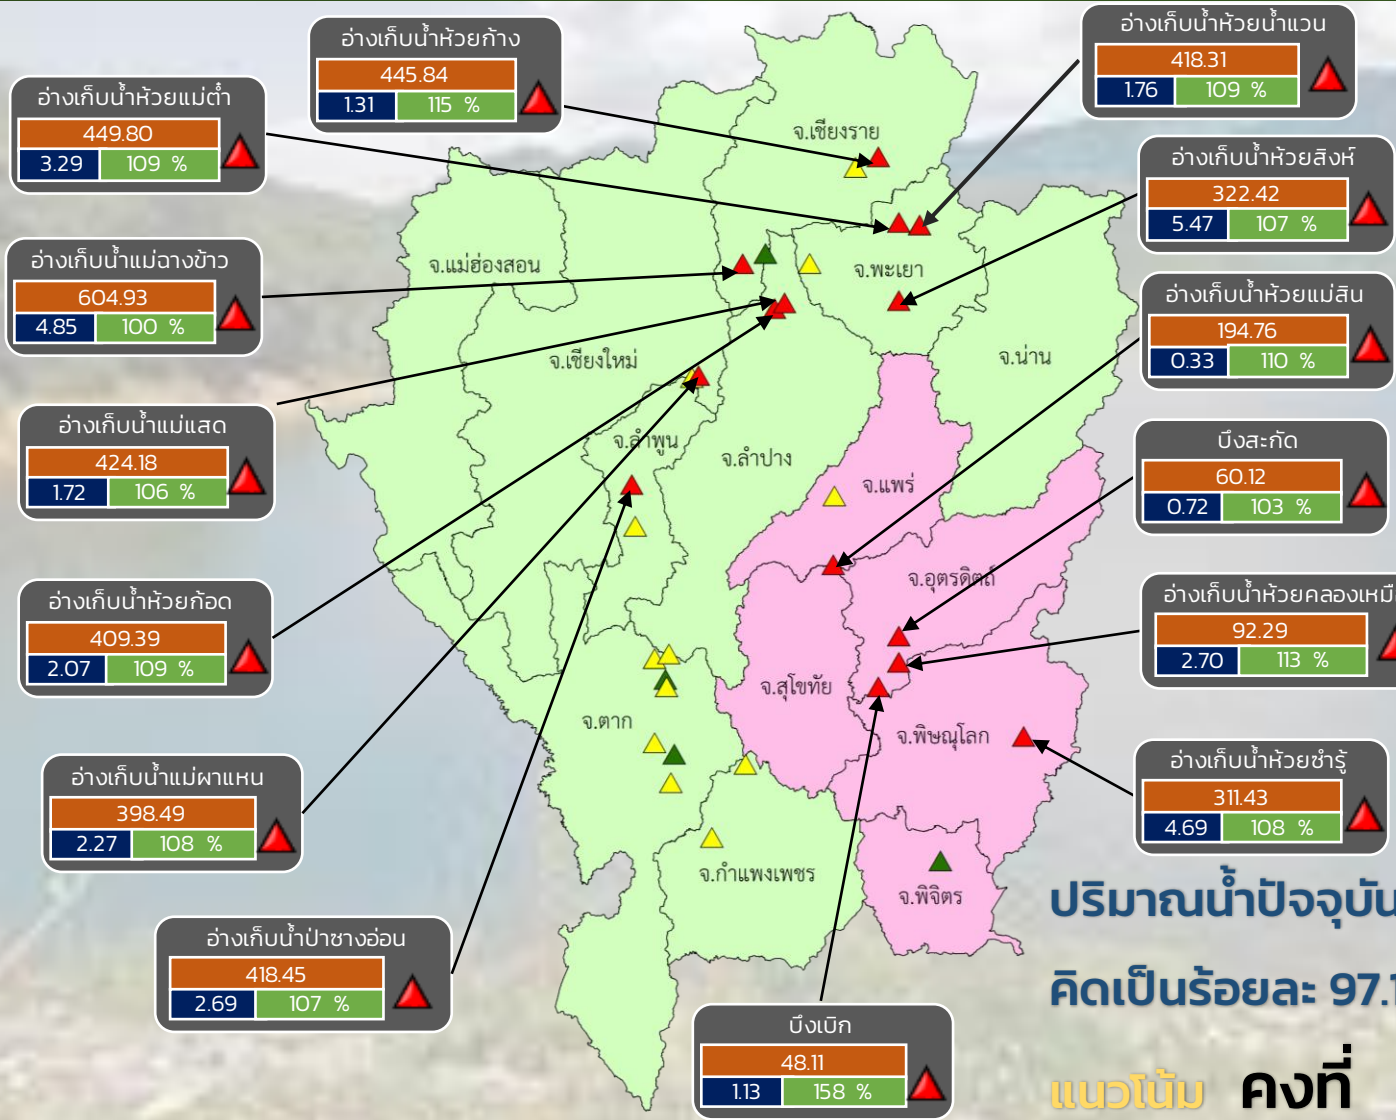 อ่างเก็บน้ำห้วยก้าง
445.84
1.31 115 %
อ่างเก็บน้ำห้วยน้ำแวน
418.31
1.76 109 %
อ่างเก็บน้ำห้วยแม่ต๋ำ
449.80
3.29 109 %
อ่างเก็บน้ำห้วยสิงห์
322.42
5.47 107 %
อ่างเก็บน้ำแม่ฉางข้าว
604.93
4.85 100 %
อ่างเก็บน้ำห้วยแม่สิน
194.76
0.33 110 %
อ่างเก็บน้ำแม่แสด
424.18
1.72 106 %
บึงสะกัด
60.12
0.72 103 %
อ่างเก็บน้ำห้วยก้อด
409.39
2.07 109 %
อ่างเก็บน้ำห้วยคลองเหมื
92.29
2.70 113 %
อ่างเก็บน้ำแม่ผาแหน
398.49
2.27 108 %
อ่างเก็บน้ำห้วยซำรู้
311.43
4.69 108 %
อ่างเก็บน้ำป่าซางอ่อน
418.45
2.69 107 %
บึงเบิก
48.11
1.13 158 %
จ.เชียงราย
จ.แม่ฮ่องสอน
จ.พะเยา
จ.เชียงใหม่
จ.น่าน
จ.ลำพูน
จ.ลำปาง
จ.แพร่
จ.อุตรดิตถ์
จ.สุโขทัย
จ.ตาก
จ.พิษณุโลก
จ.กำแพงเพชร
จ.พิจิตร
ปริมาณน้ำปัจจุบัน
คิดเป็นร้อยละ 97.1
แนวโน้ม คงที่